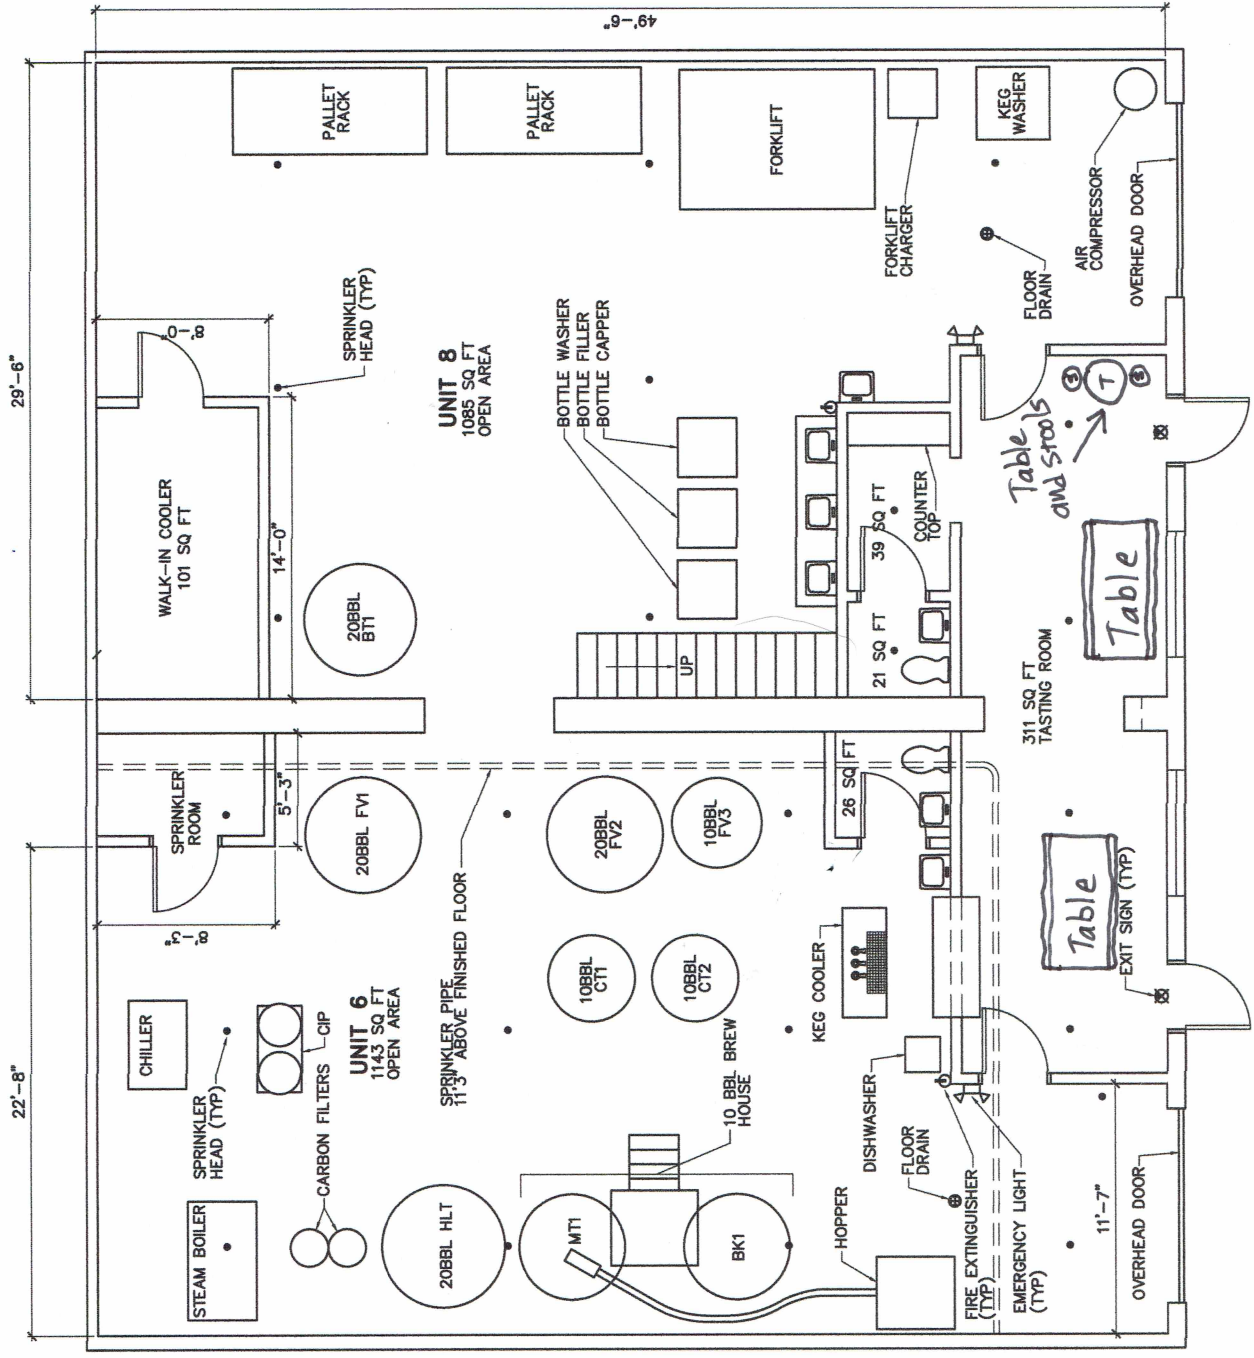 49'-6"
29'-6"
22'-8"
PALLET
RACK
PALLET
RACK
FORKLIFT
KEG
WASHER
FORKLIFT
CHARGER
AIR
COMPRESSOR
OVERHEAD DOOR
FLOOR
DRAIN
8'-0"
SPRINKLER
HEAD (TYP)
UNIT 8
1085 SQ FT
OPEN AREA
BOTTLE WASHER
BOTTLE FILLER
BOTTLE CAPPER
WALK-IN COOLER
101 SQ FT
14'-0"
20BBL
BT1
UP
39 SQ FT
COUNTER
TOP
21 SQ FT
Table
and stools
S
T
S
Table
311 SQ FT
TASTING ROOM
SPRINKLER
ROOM
5'-3"
8'-3"
20BBL FV1
20BBL
FV2
10BBL
FV3
26 SQ FT
SPRINKLER PIPE
11'3" ABOVE FINISHED FLOOR
10BBL
CT1
10BBL
CT2
KEG COOLER
Table
EXIT SIGN (TYP)
CHILLER
CIP
UNIT 6
1143 SQ FT
OPEN AREA
SPRINKLER
HEAD (TYP)
CARBON FILTERS
10 BBL BREW
HOUSE
DISHWASHER
FLOOR
DRAIN
STEAM BOILER
20BBL HLT
MT1
BK1
HOPPER
FIRE EXTINGUISHER
(TYP)
EMERGENCY LIGHT
(TYP)
11'-7"
OVERHEAD DOOR